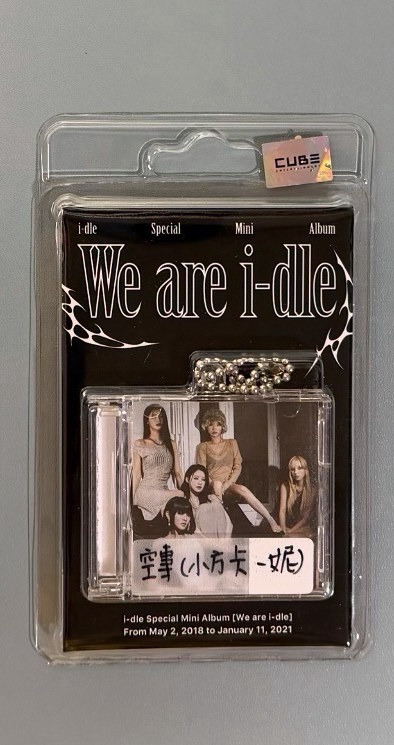 CUBE
ENTERTAINMENT
i-dle Special Mini Album
We are i-dle
空專(小方卡-妮)
i-dle Special Mini Album [We are i-dle]
From May 2, 2018 to January 11, 2021